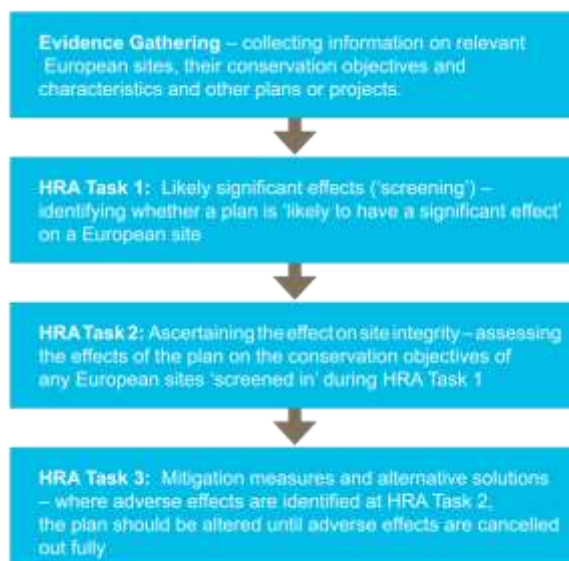 Evidence Gathering – collecting information on relevant
European sites, their conservation objectives and
characteristics and other plans or projects.
HRA Task 1: Likely significant effects ('screening') –
identifying whether a plan is 'likely to have a significant effect'
on a European site
HRA Task 2: Ascertaining the effect on site integrity – assessing
the effects of the plan on the conservation objectives of
any European sites 'screened in' during HRA Task 1
HRA Task 3: Mitigation measures and alternative solutions
– where adverse effects are identified at HRA Task 2,
the plan should be altered until adverse effects are cancelled
out fully